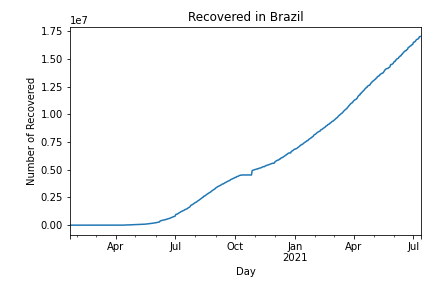 Recovered in Brazil
1e7
1.75
1.50
1.25
1.00
0.75
0.50
0.25
0.00
Number of Recovered
Apr
Jul
Oct
Jan
2021
Apr
Jul
Day